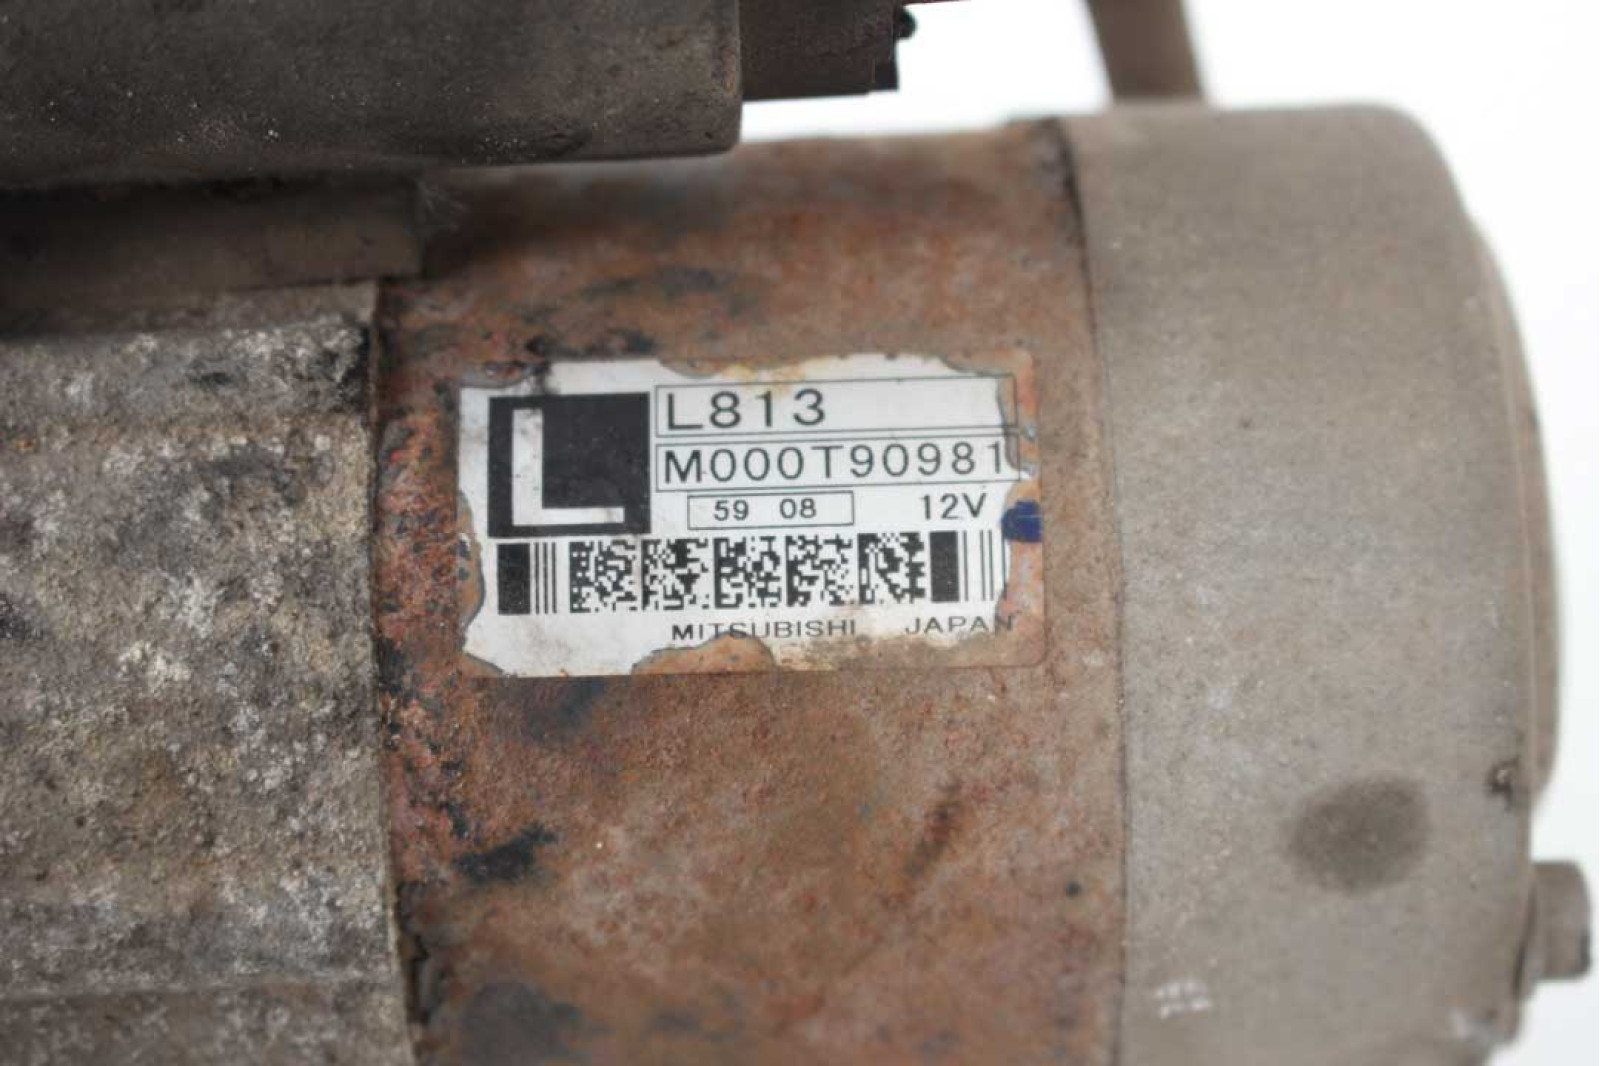 L
L813
M000T90981
59 08 12V
MITSUBISHI JAPAN